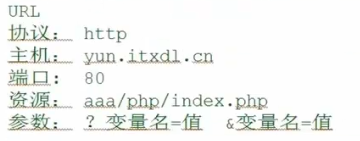 URL
协议： http
主机： yun.itxdl.cn
端口： 80
资源： aaa/php/index.php
参数： ？变量名=值  &变量名=值